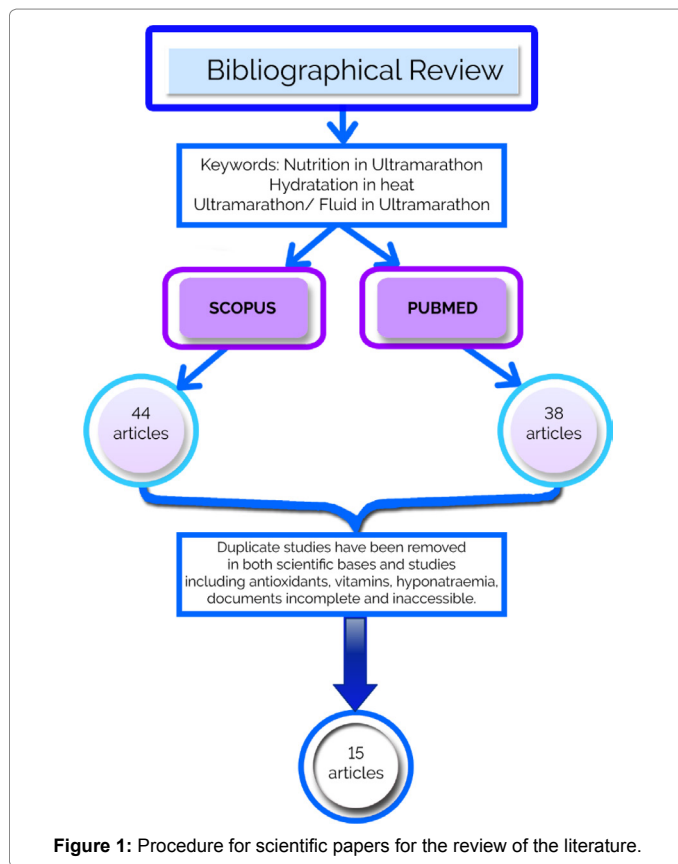 Bibliographical Review
Keywords: Nutrition in Ultramarathon
Hydratation in heat
Ultramarathon/ Fluid in Ultramarathon
SCOPUS
PUBMED
44
articles
38
articles
Duplicate studies have been removed
in both scientific bases and studies
including antioxidants, vitamins, hyponatraemia,
documents incomplete and inaccessible.
15
articles
Figure 1: Procedure for scientific papers for the review of the literature.